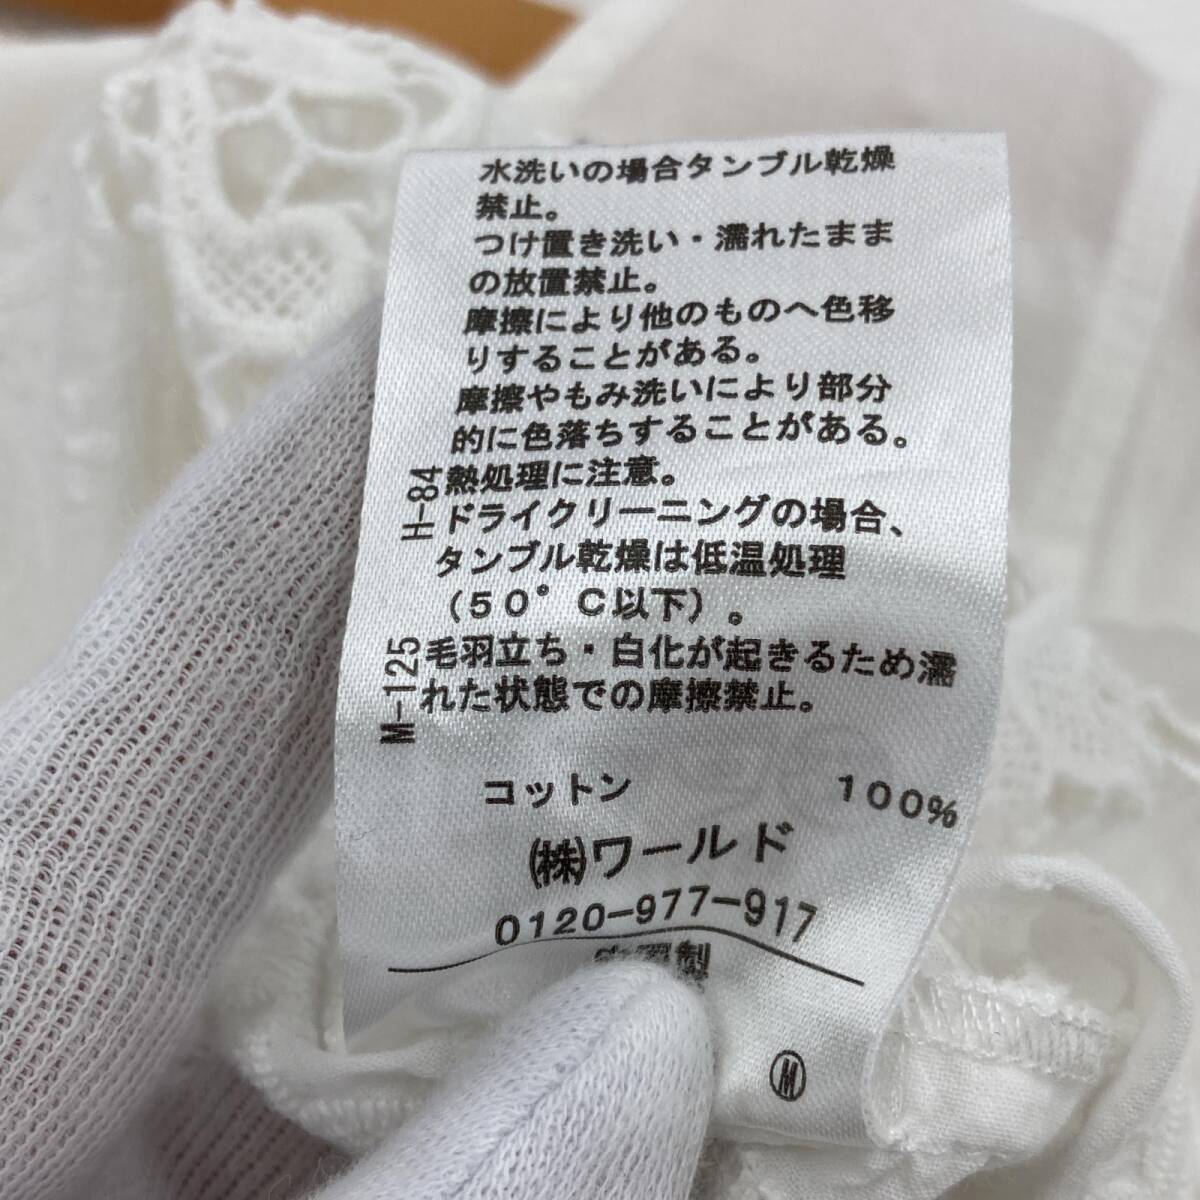 水洗いの場合タンブル乾燥
禁止。
つけ置き洗い・濡れたまま
の放置禁止。
摩擦により他のものへ色移
りすることがある。
摩擦やもみ洗いにより部分
的に色落ちすることがある。
熱処理に注意。
ドライクリーニングの場合、
タンブル乾燥は低温処理
(50°C以下)。
毛羽立ち・白化が起きるため濡
れた状態での摩擦禁止。
H-84
M-125
コットン 100%
㈱ワールド
0120-977-917
Ⓜ